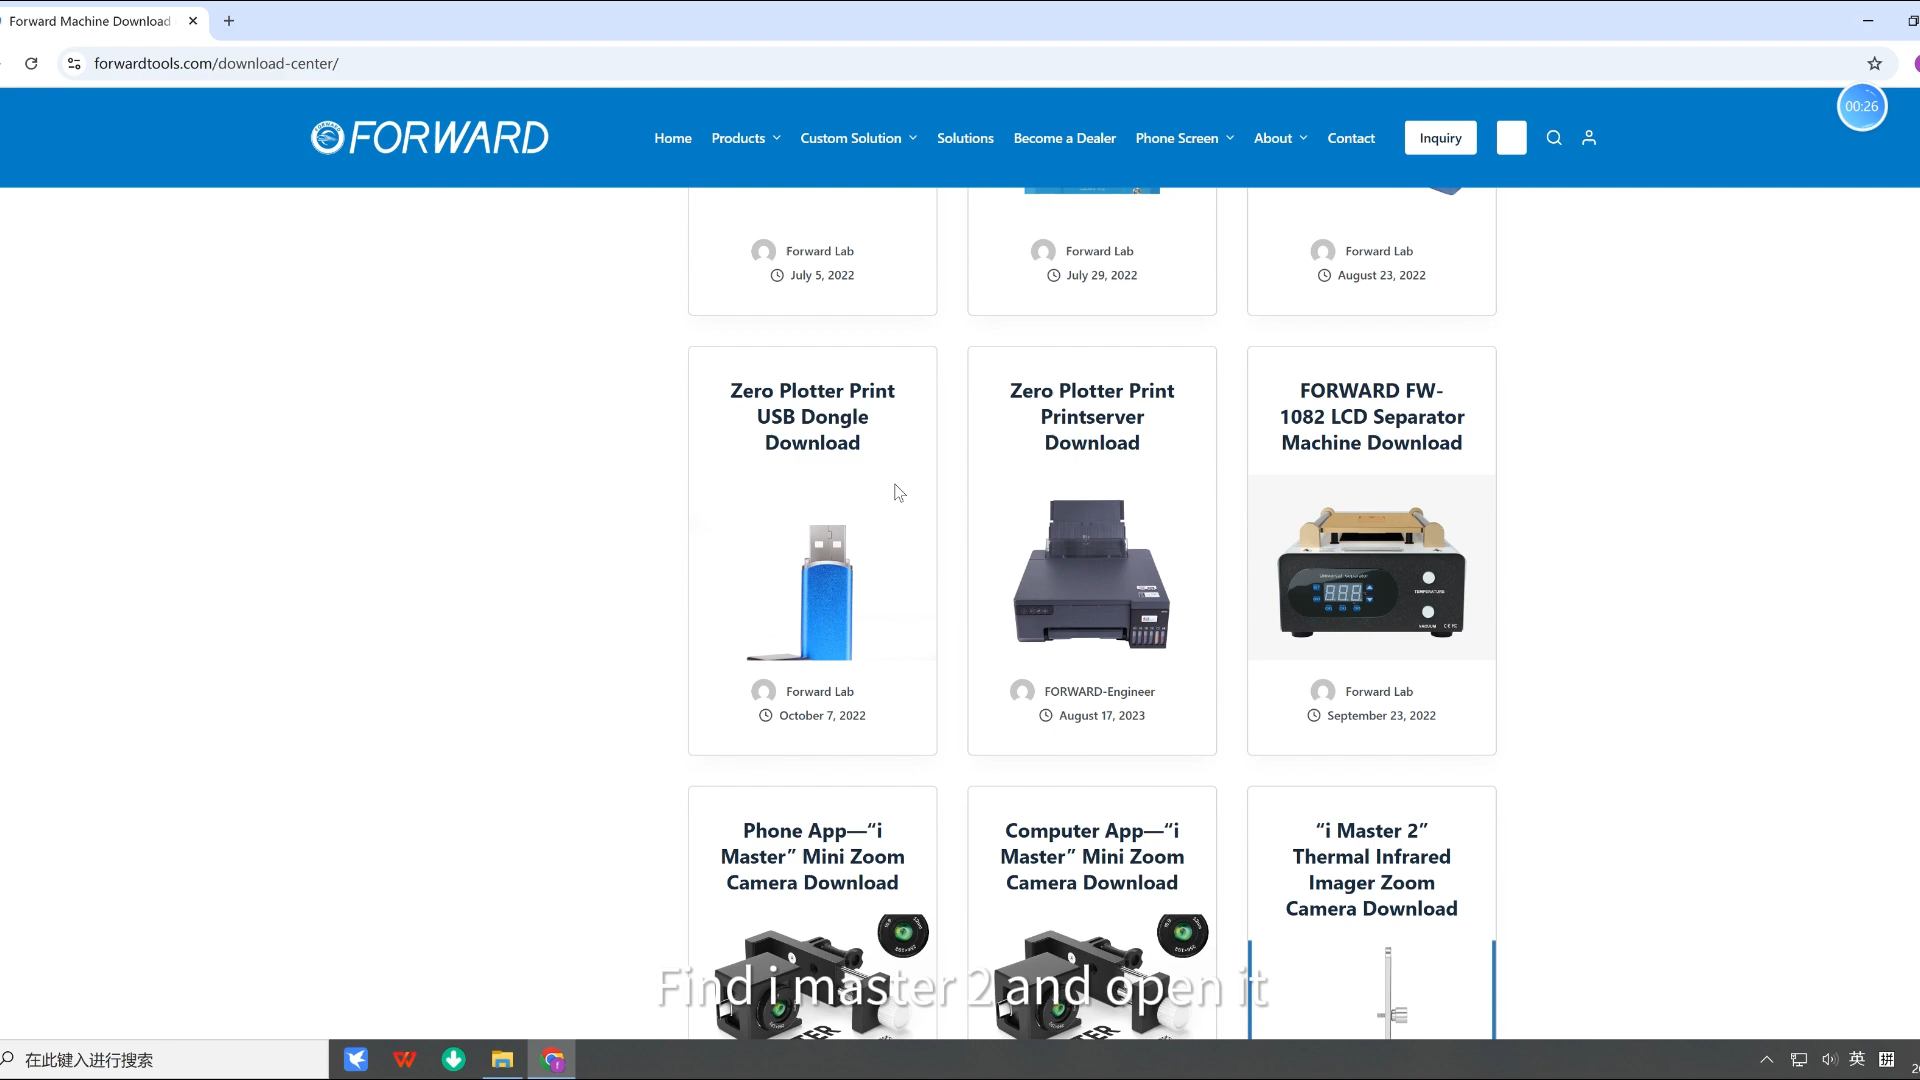 Forward Machine Download
forwardtools.com/download-center/
00:26
FORWARD
Home Products Custom Solution Solutions Become a Dealer Phone Screen About Contact Inquiry
Forward Lab
July 5, 2022
Forward Lab
July 29, 2022
Forward Lab
August 23, 2022
Zero Plotter Print
USB Dongle
Download
Forward Lab
October 7, 2022
Zero Plotter Print
Printserver
Download
FORWARD-Engineer
August 17, 2023
FORWARD FW-
1082 LCD Separator
Machine Download
Universal Separator
TEMPERATURE
VACUUM
Forward Lab
September 23, 2022
Phone App—“i
Master” Mini Zoom
Camera Download
Computer App—“i
Master” Mini Zoom
Camera Download
“i Master 2”
Thermal Infrared
Imager Zoom
Camera Download
Find i master 2 and open it
在此键入进行搜索
英
拼